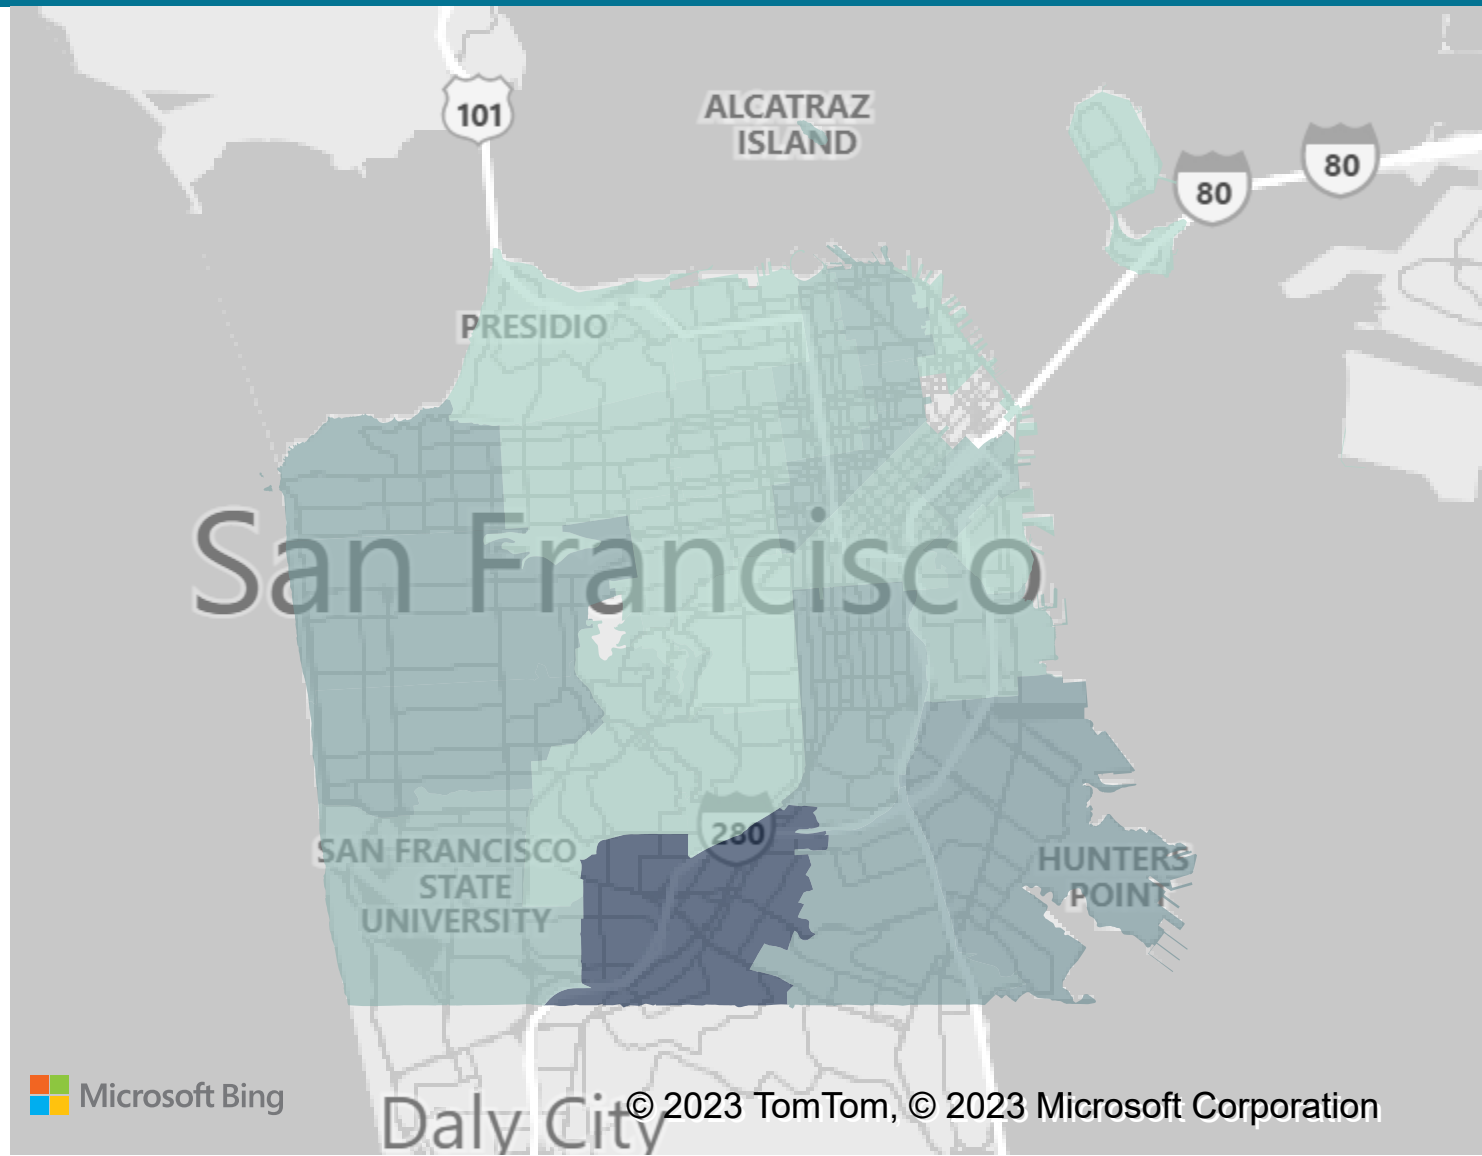 101
ALCATRAZ
ISLAND
80
80
PRESIDIO
San Francisco
280
SAN FRANCISCO
STATE
UNIVERSITY
HUNTERS
POINT
Microsoft Bing
Daly City
© 2023 TomTom, © 2023 Microsoft Corporation